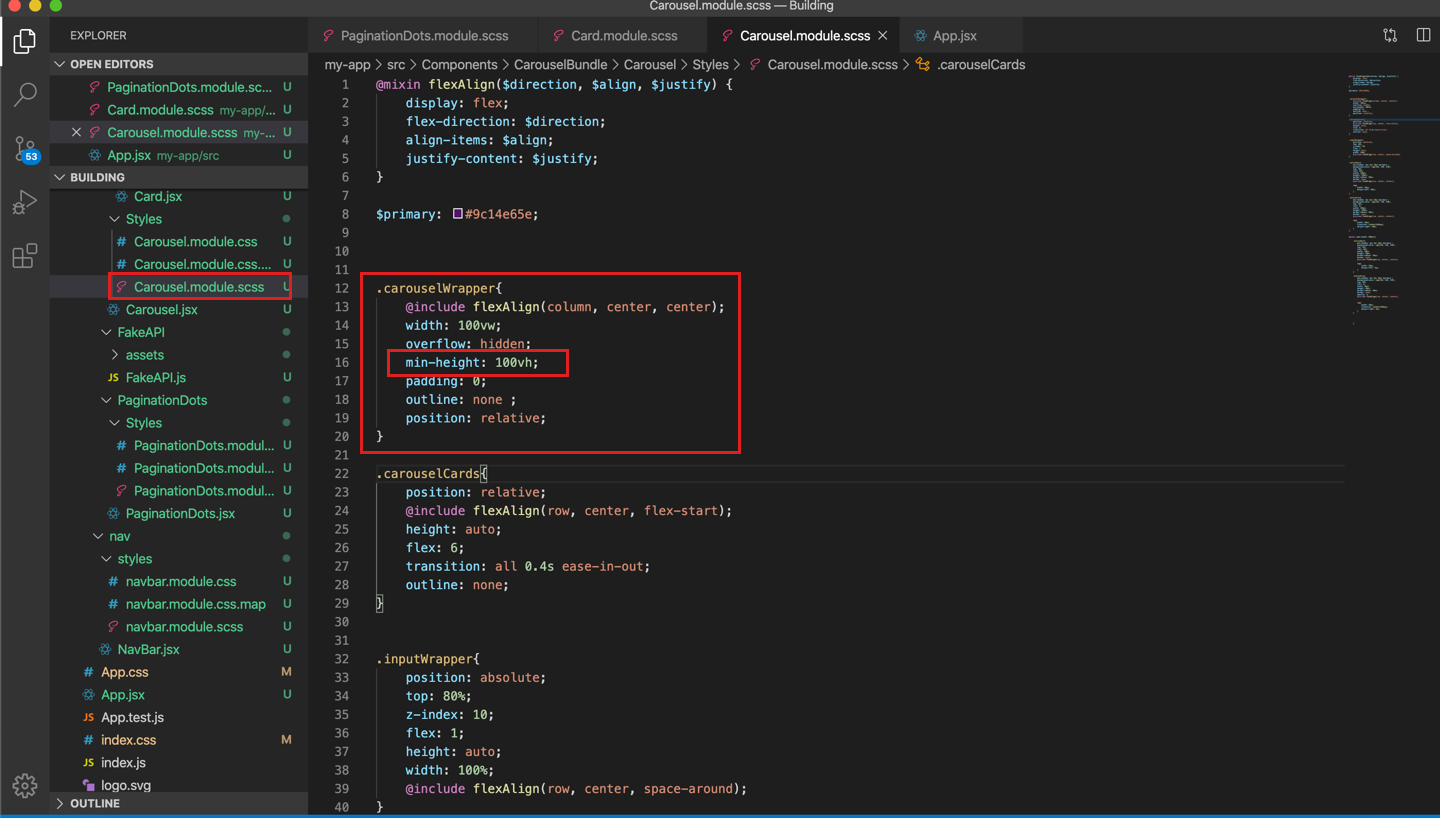 Carousel.module.scss — Building
EXPLORER
OPEN EDITORS
PaginationDots.module.sc... U
Card.module.scss my-app/... U
Carousel.module.scss my-... U
App.jsx my-app/src U
53
BUILDING
Card.jsx U
Styles
# Carousel.module.css U
# Carousel.module.css.... U
Carousel.module.scss U
Carousel.jsx U
FakeAPI
assets
JS FakeAPI.js U
PaginationDots
Styles
# PaginationDots.modul... U
# PaginationDots.modul... U
PaginationDots.modul... U
PaginationDots.jsx U
nav
styles
# navbar.module.css U
# navbar.module.css.map U
navbar.module.scss U
NavBar.jsx U
# App.css M
App.jsx U
JS App.test.js
# index.css M
JS index.js
logo.svg
OUTLINE
PaginationDots.module.scss Card.module.scss Carousel.module.scss App.jsx
my-app > src > Components > CarouselBundle > Carousel > Styles > Carousel.module.scss > .carouselCards
1 @mixin flexAlign($direction, $align, $justify) {
2 display: flex;
3 flex-direction: $direction;
4 align-items: $align;
5 justify-content: $justify;
6 }
7
8 $primary: #9c14e65e;
9
10
11
12 .carouselWrapper{
13 @include flexAlign(column, center, center);
14 width: 100vw;
15 overflow: hidden;
16 min-height: 100vh;
17 padding: 0;
18 outline: none ;
19 position: relative;
20 }
21
22 .carouselCards{
23 position: relative;
24 @include flexAlign(row, center, flex-start);
25 height: auto;
26 flex: 6;
27 transition: all 0.4s ease-in-out;
28 outline: none;
29 }
30
31
32 .inputWrapper{
33 position: absolute;
34 top: 80%;
35 z-index: 10;
36 flex: 1;
37 height: auto;
38 width: 100%;
39 @include flexAlign(row, center, space-around);
40 }